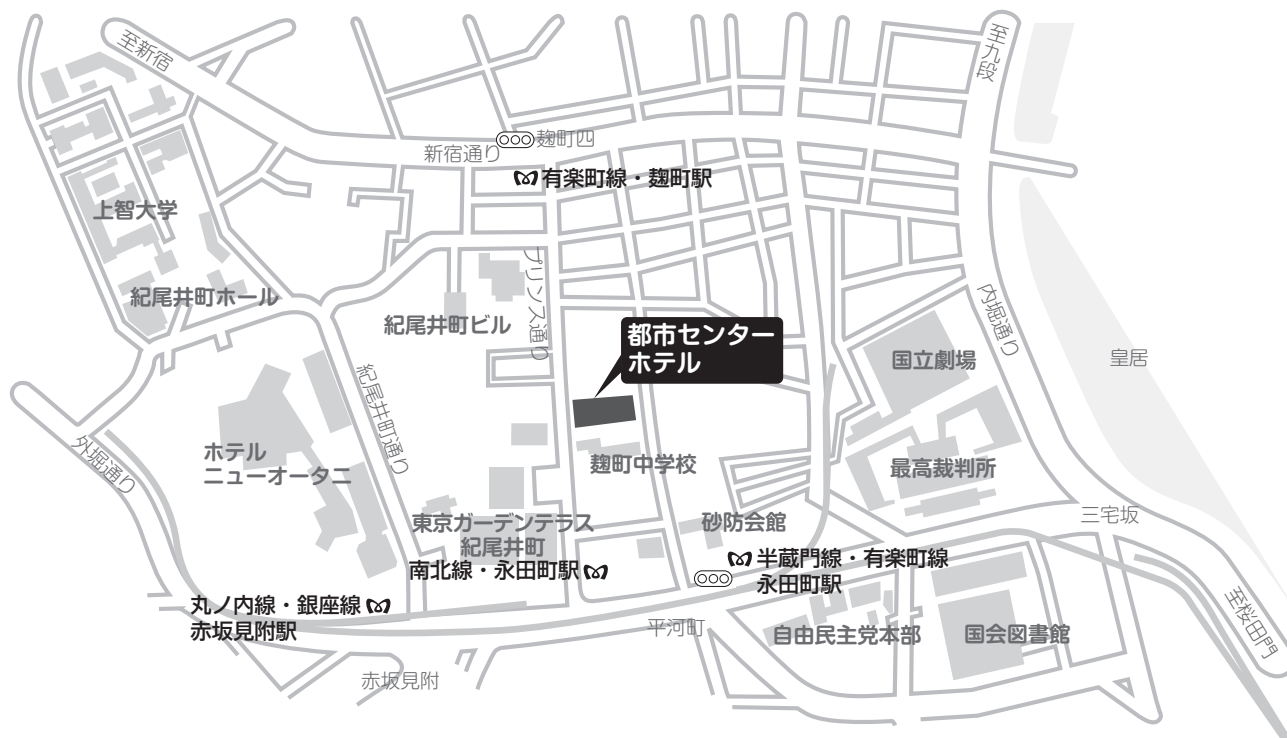 至新宿
至九段
新宿通り
麹町四
有楽町線・麹町駅
上智大学
紀尾井町ホール
紀尾井町ビル
プリンス通り
都市センター
ホテル
内堀通り
国立劇場
皇居
紀尾井町通り
外堀通り
ホテル
ニューオータニ
麹町中学校
最高裁判所
東京ガーデンテラス
紀尾井町
砂防会館
三宅坂
南北線・永田町駅
半蔵門線・有楽町線
永田町駅
丸ノ内線・銀座線
赤坂見附駅
平河町
自由民主党本部
国会図書館
至桜田門
赤坂見附